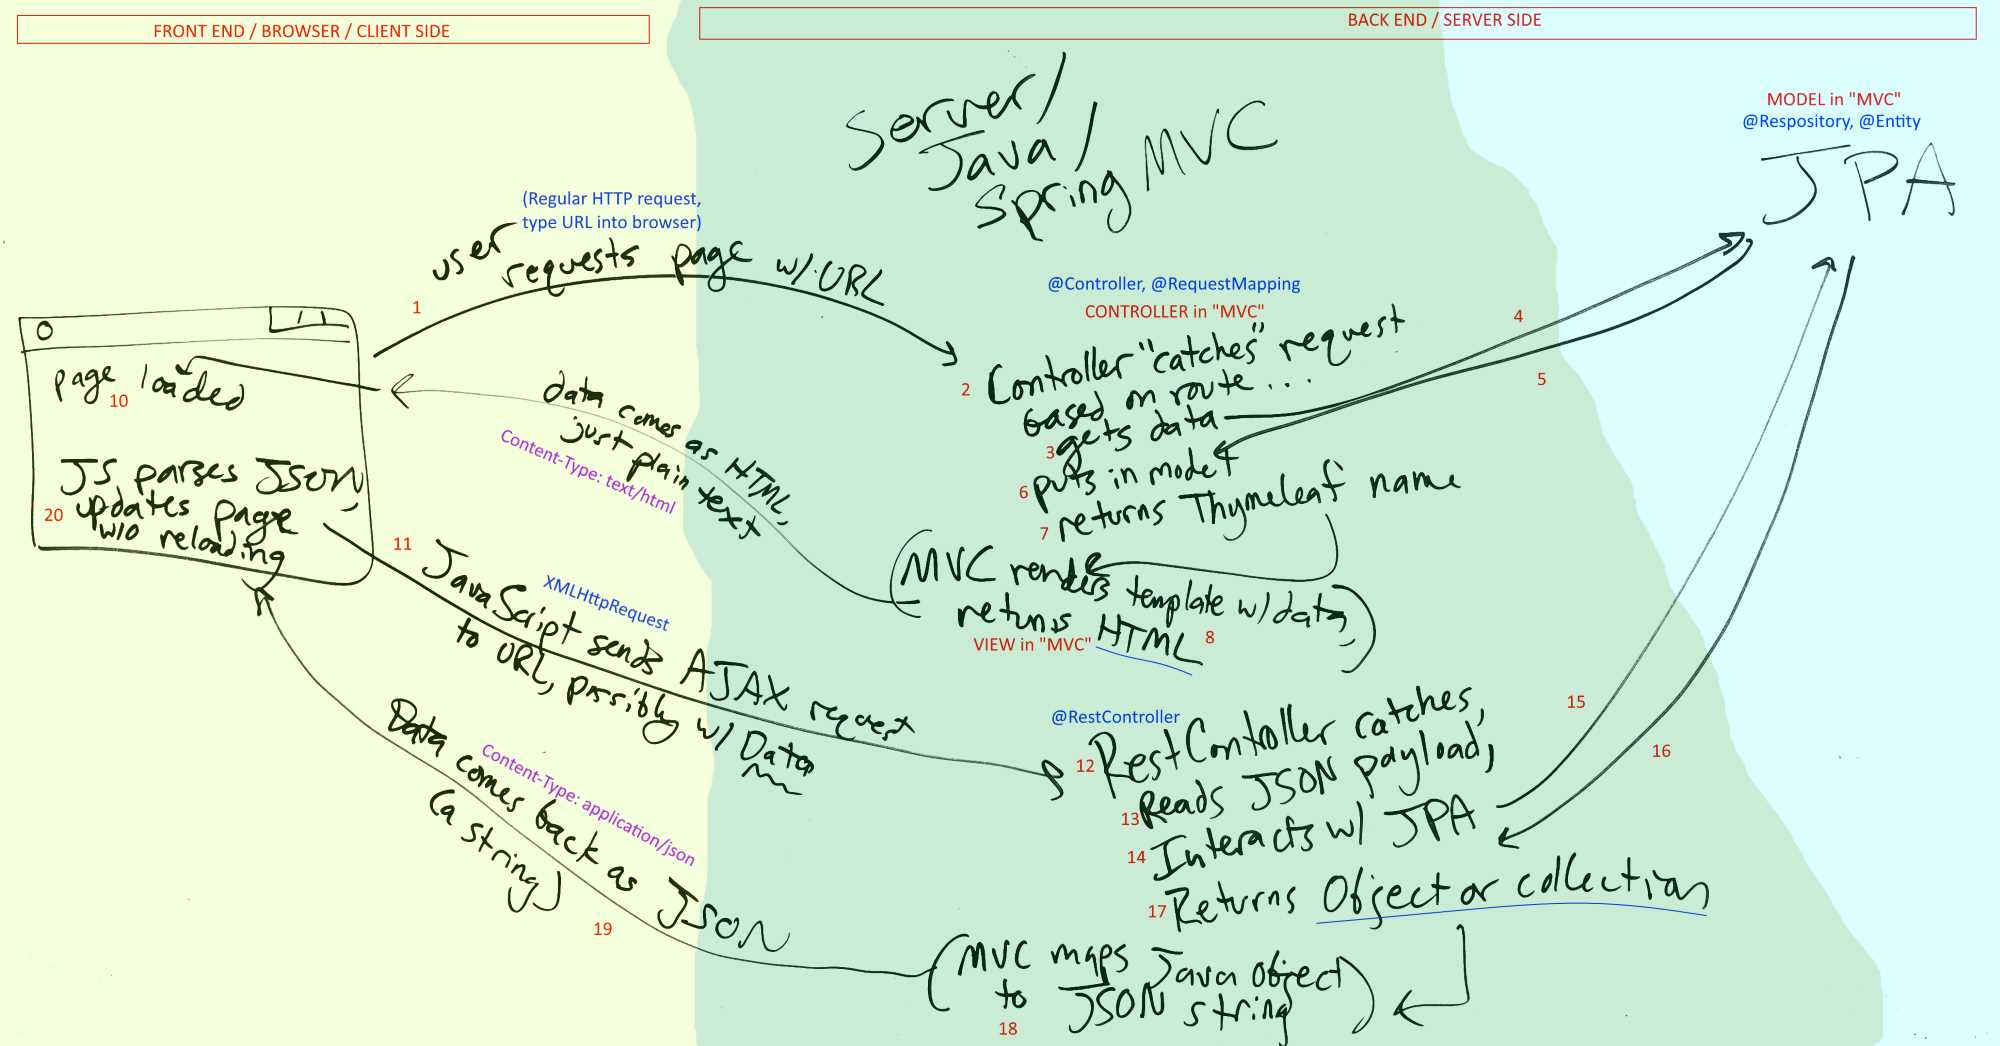 FRONT END / BROWSER / CLIENT SIDE
BACK END / SERVER SIDE
Server/
Java/
Spring MVC
MODEL in "MVC"
@Respository, @Entity
JPA
(Regular HTTP request,
type URL into browser)
user requests page w/ URL
1
@Controller, @RequestMapping
CONTROLLER in "MVC"
2 Controller "catches" request
based on route...
3 gets data
4
5
6 puts in model
7 returns Thymeleaf name
(MVC renders template w/ data,
returns HTML)
8
VIEW in "MVC"
data comes as HTML,
just plain text
Content-Type: text/html
page loaded
10
11
JavaScript sends AJAX request
XMLHttpRequest
to URL, possibly w/ Data
@RestController
12 RestController catches,
13 Reads JSON payload,
14 Interacts w/ JPA
15
16
17 Returns Object or collection
(MVC maps Java object
to JSON string)
18
Data comes back as JSON
Content-Type: application/json
(a string)
19
JS parses JSON,
20 updates page
w/o reloading